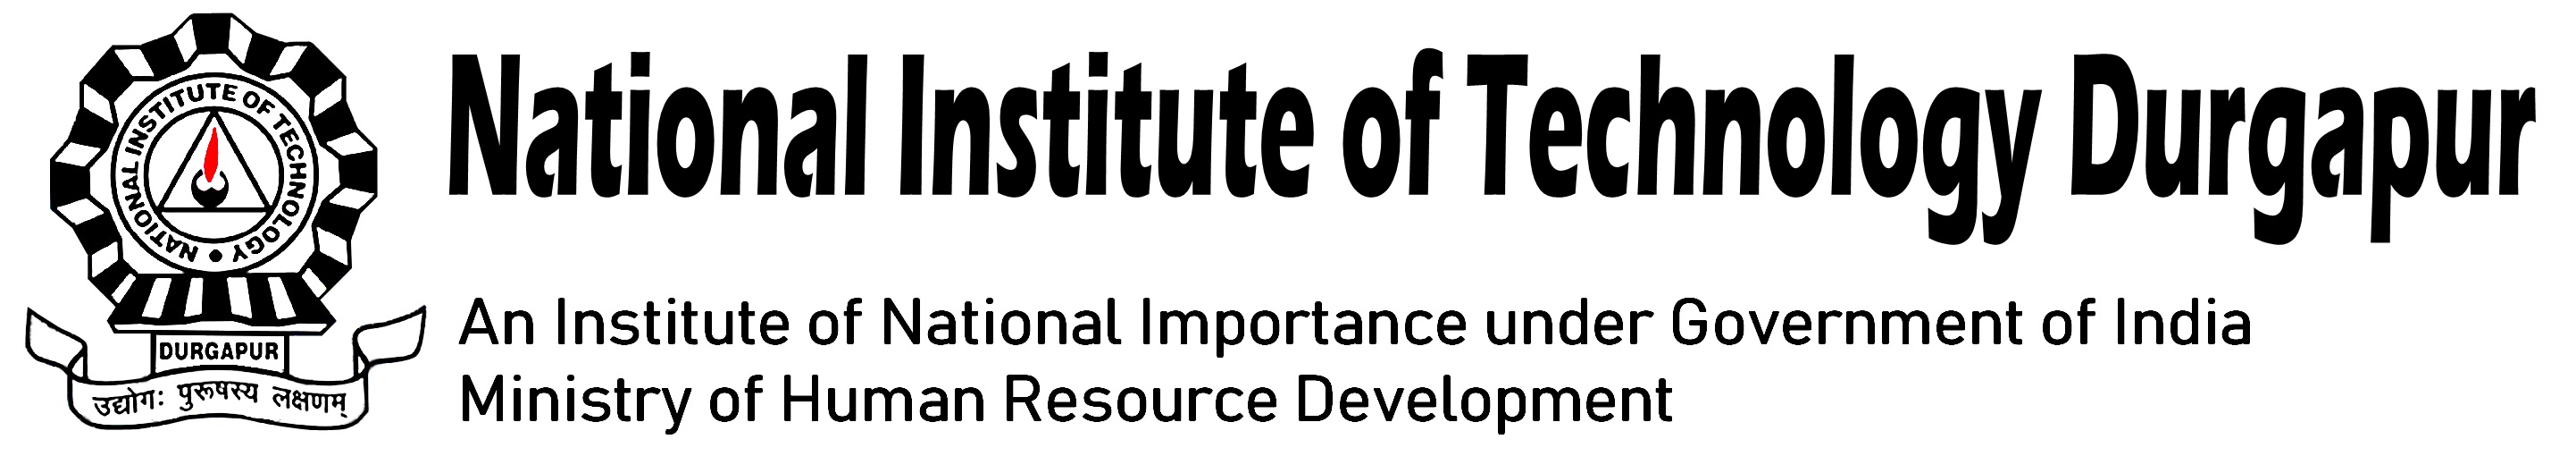 NATIONAL INSTITUTE OF TECHNOLOGY
DURGAPUR
उद्योगः पुरूषस्य लक्षणम्
National Institute of Technology Durgapur
An Institute of National Importance under Government of India
Ministry of Human Resource Development